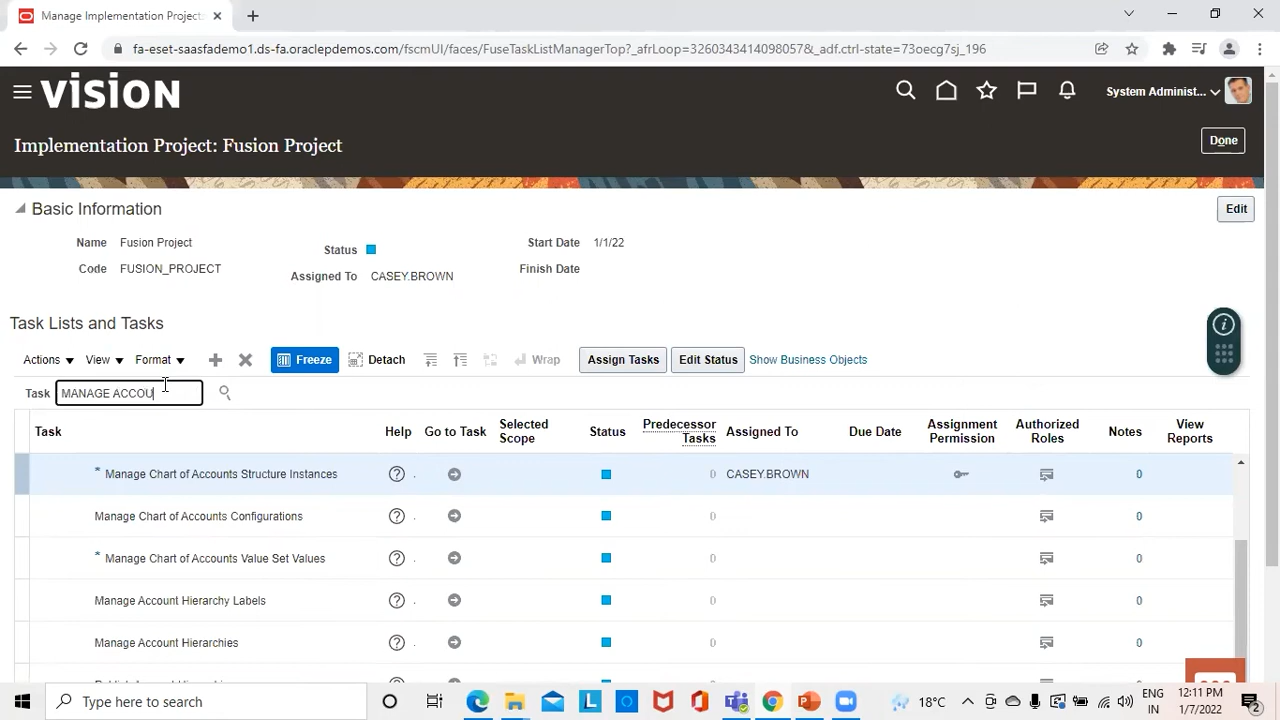 Manage Implementation Project:
fa-eset-saasfademo1.ds-fa.oraclepdemos.com/fscmUI/faces/FuseTaskListManagerTop?_afrLoop=3260343414098057&_adf.ctrl-state=73oecg7sj_196
VISION
System Administ...
Implementation Project: Fusion Project
Done
Basic Information
Edit
Name Fusion Project
Status
Start Date 1/1/22
Code FUSION_PROJECT
Assigned To CASEY.BROWN
Finish Date
Task Lists and Tasks
Actions View Format Freeze Detach Wrap Assign Tasks Edit Status Show Business Objects
Task MANAGE ACCOU
Task Help Go to Task Selected Scope Status Predecessor Tasks Assigned To Due Date Assignment Permission Authorized Roles Notes View Reports
* Manage Chart of Accounts Structure Instances 0 CASEY.BROWN 0
Manage Chart of Accounts Configurations 0 0
* Manage Chart of Accounts Value Set Values 0 0
Manage Account Hierarchy Labels 0 0
Manage Account Hierarchies 0 0
Type here to search
18°C
ENG
IN
12:11 PM
1/7/2022
2